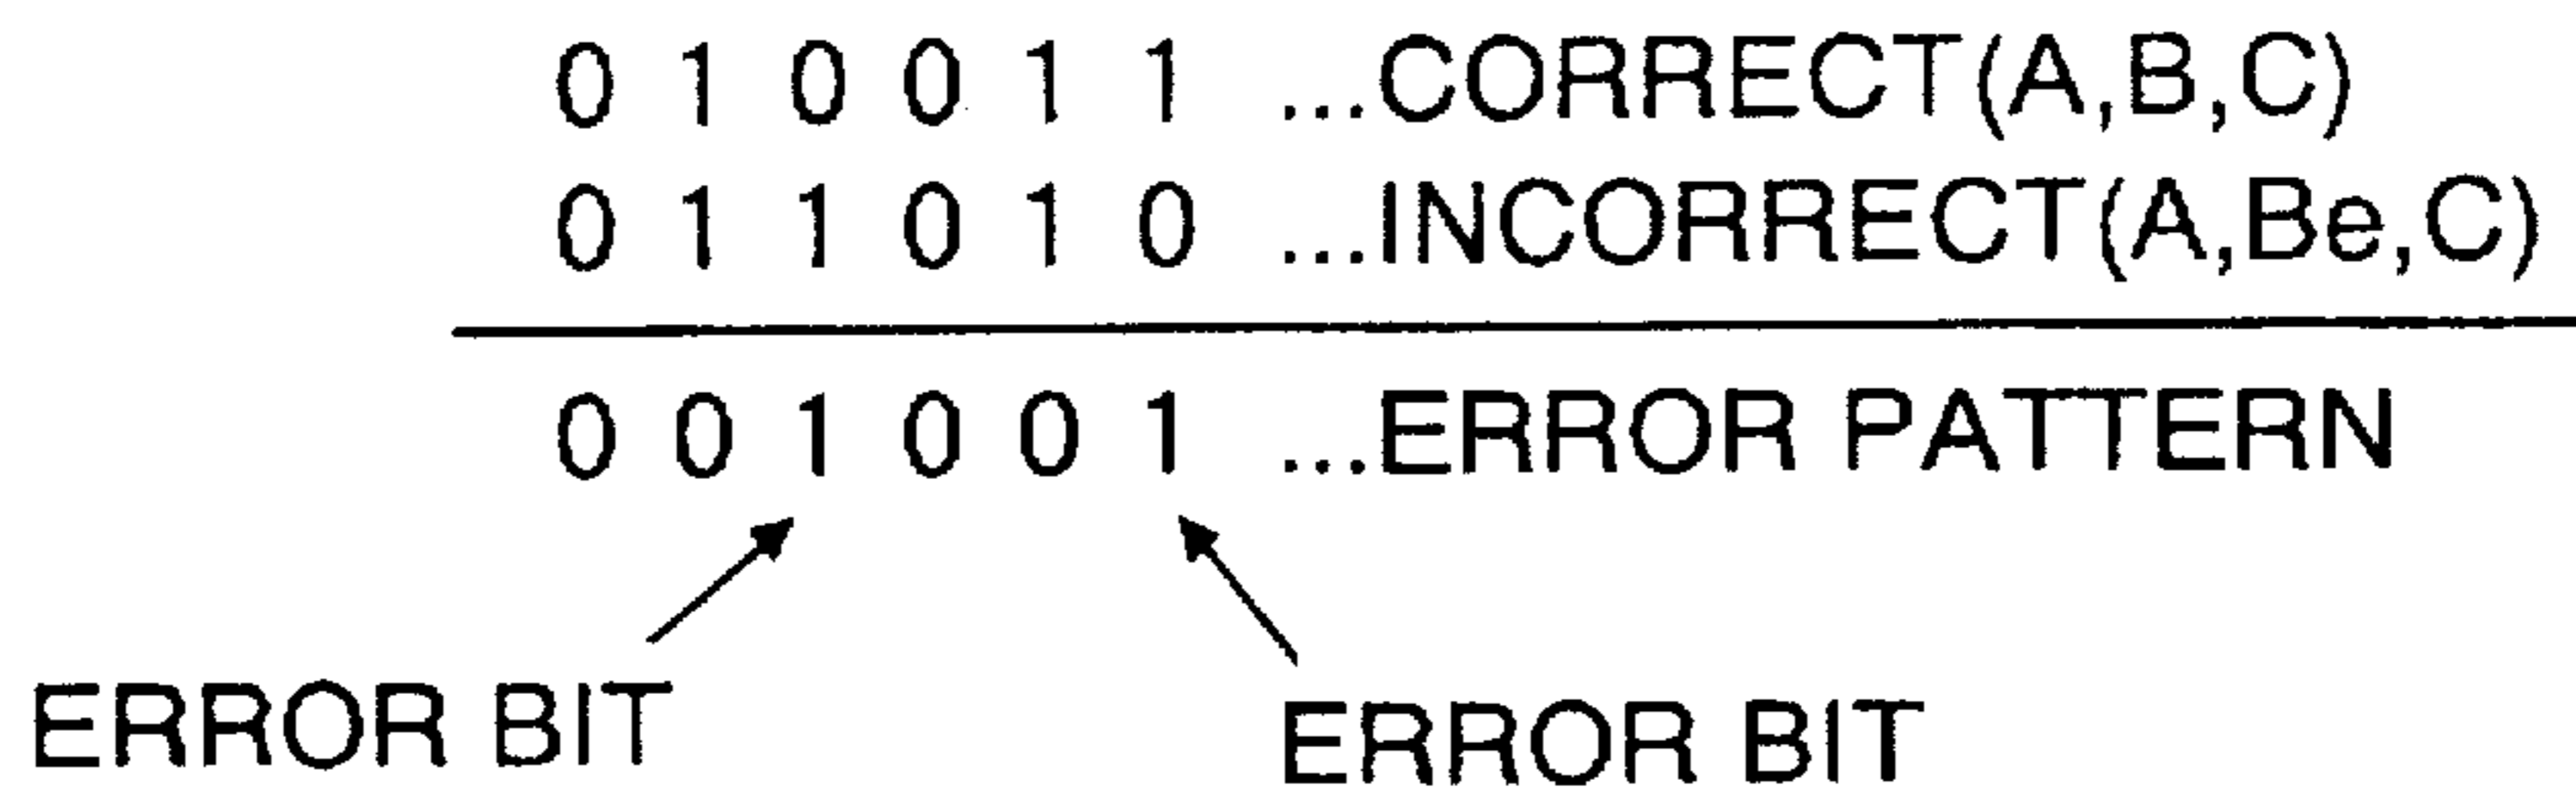 0 1 0 0 1 1 ...CORRECT(A,B,C)
0 1 1 0 1 0 ...INCORRECT(A,Be,C)
0 0 1 0 0 1 ...ERROR PATTERN
ERROR BIT
ERROR BIT